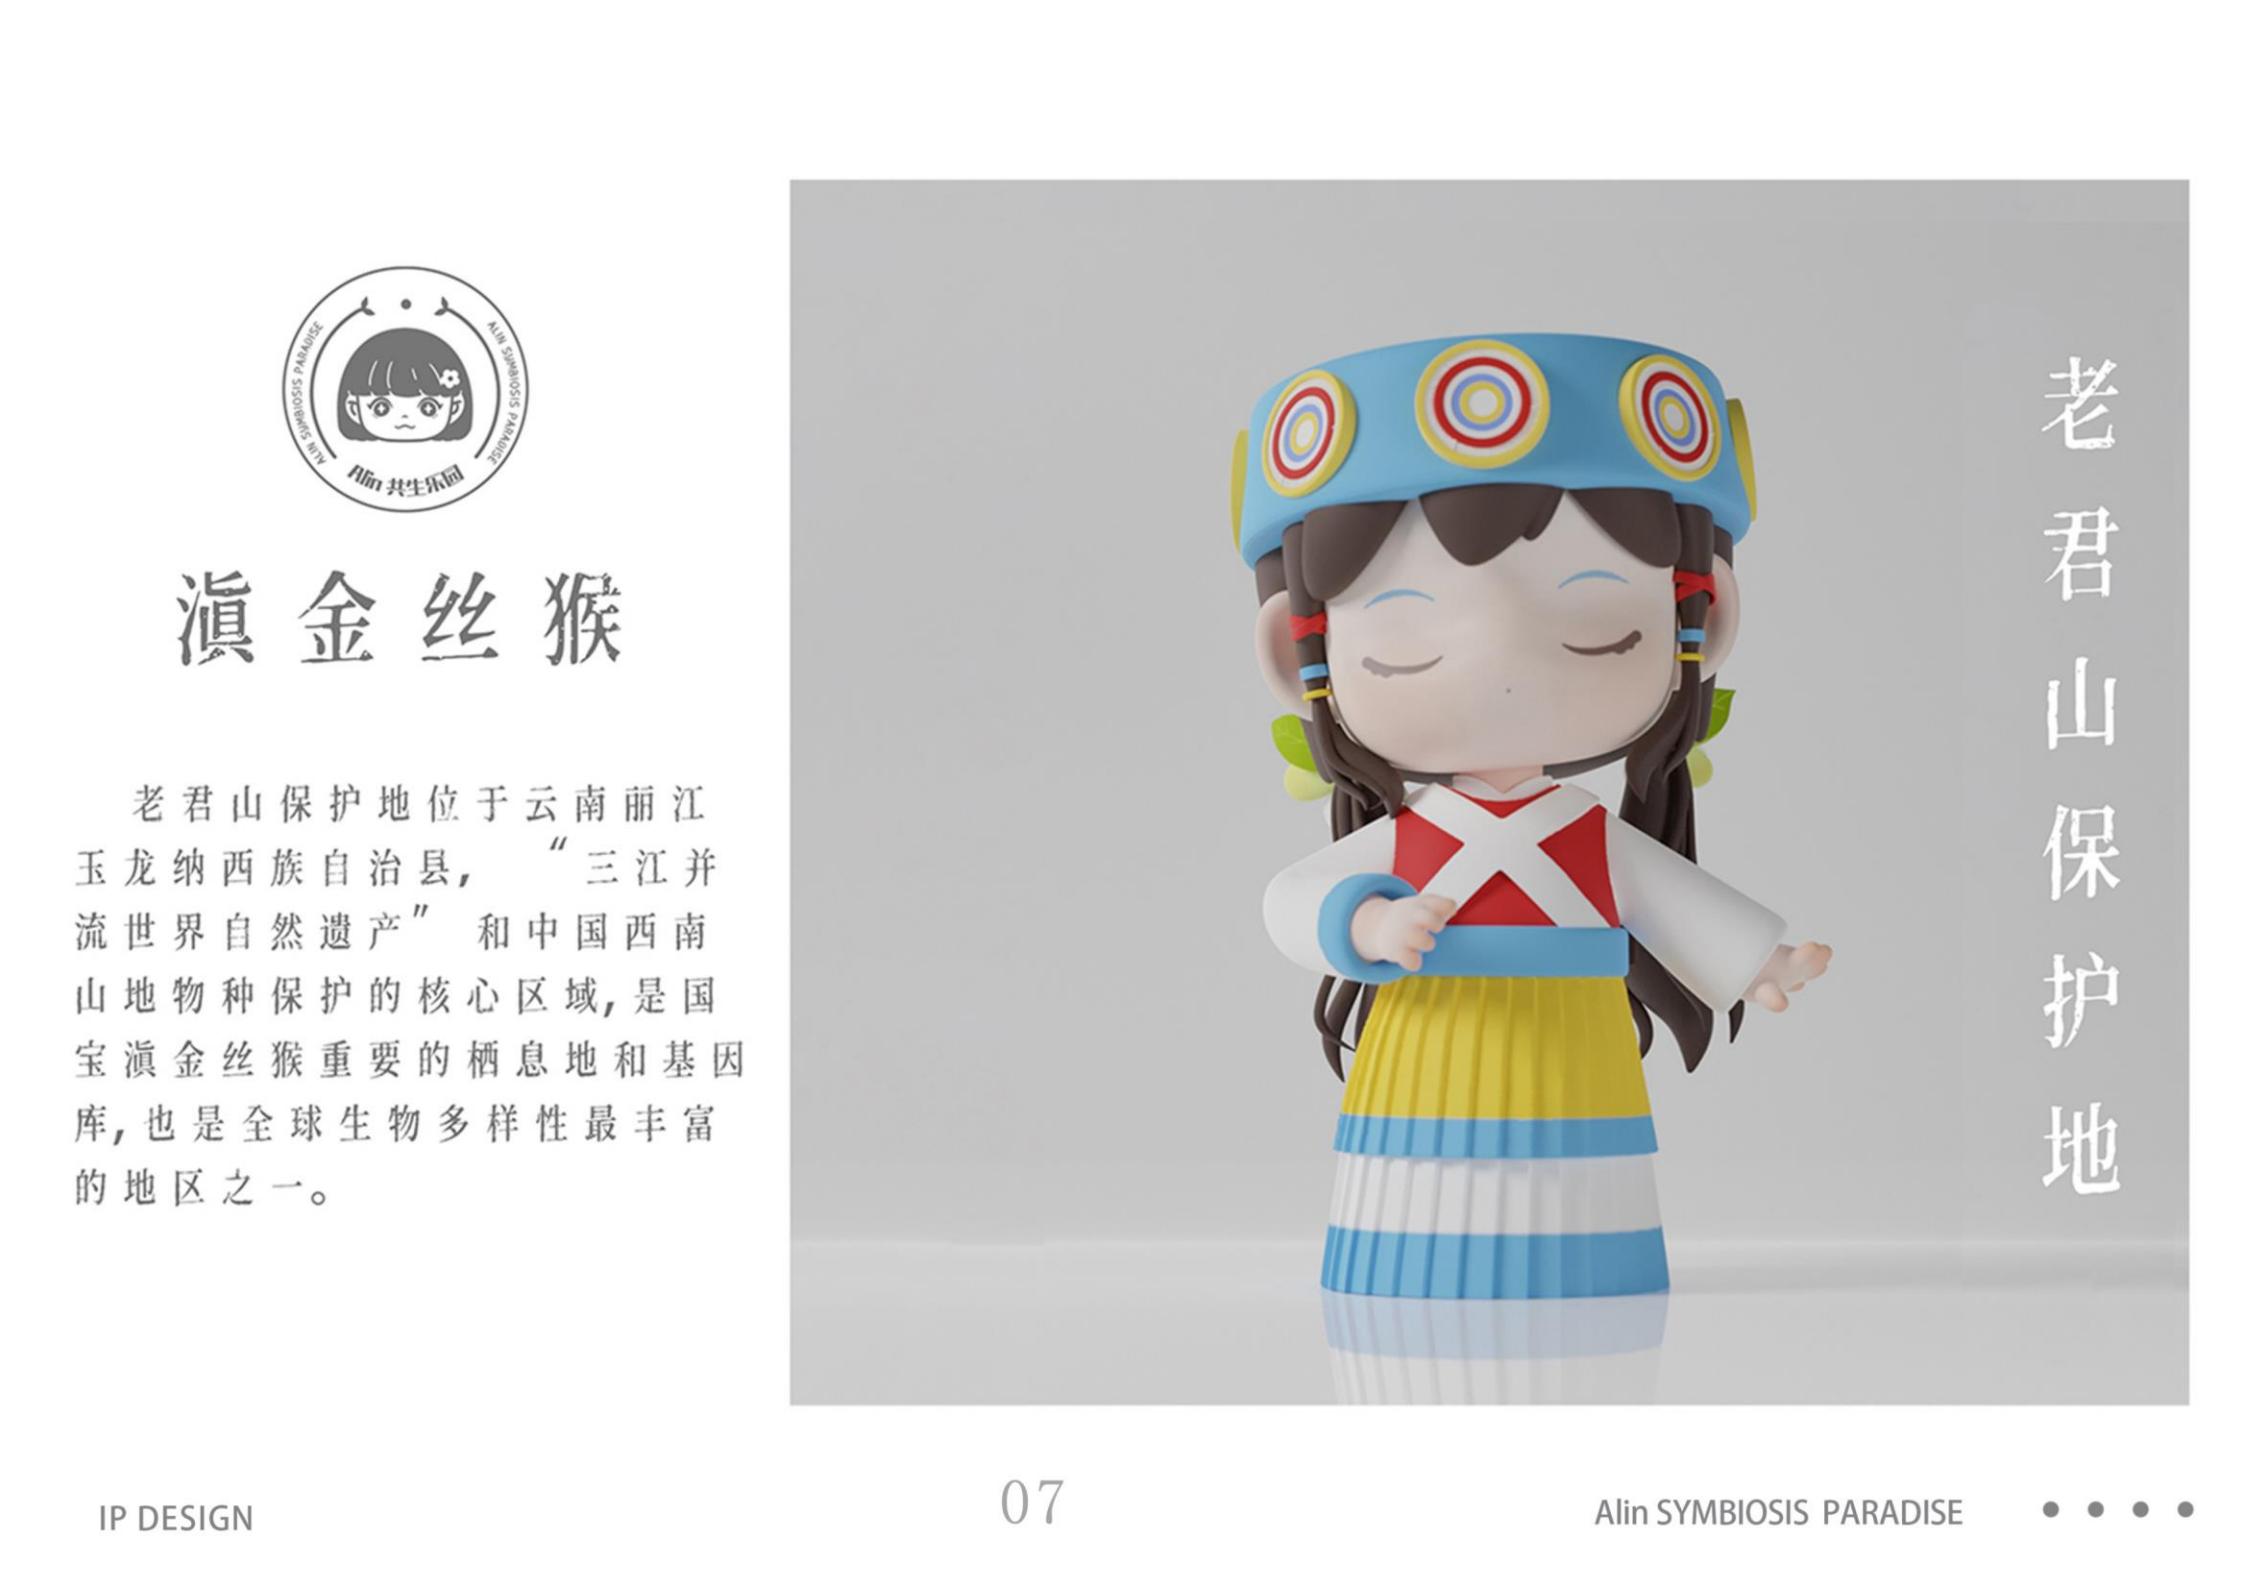 ALIN SYMBIOSIS PARADISE
ALIN SYMBIOSIS PARADISE
Alin 共生乐园
滇金丝猴
老君山保护地位于云南丽江
玉龙纳西族自治县，“三江并
流世界自然遗产”和中国西南
山地物种保护的核心区域,是国
宝滇金丝猴重要的栖息地和基因
库,也是全球生物多样性最丰富
的地区之一。
老君山保护地
IP DESIGN
07
Alin SYMBIOSIS PARADISE